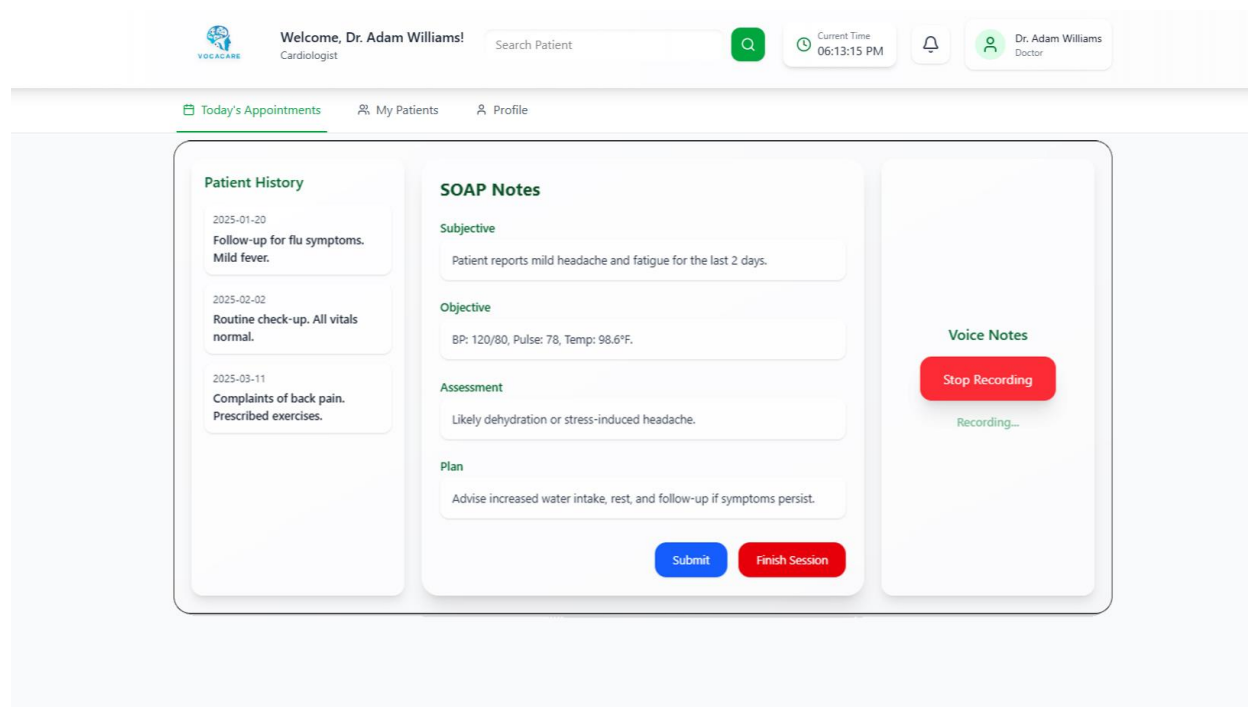 VOCACARE
Welcome, Dr. Adam Williams!
Cardiologist
Search Patient
Current Time
06:13:15 PM
Dr. Adam Williams
Doctor
Today's Appointments
My Patients
Profile
Patient History
2025-01-20
Follow-up for flu symptoms.
Mild fever.
2025-02-02
Routine check-up. All vitals
normal.
2025-03-11
Complaints of back pain.
Prescribed exercises.
SOAP Notes
Subjective
Patient reports mild headache and fatigue for the last 2 days.
Objective
BP: 120/80, Pulse: 78, Temp: 98.6°F.
Assessment
Likely dehydration or stress-induced headache.
Plan
Advise increased water intake, rest, and follow-up if symptoms persist.
Submit
Finish Session
Voice Notes
Stop Recording
Recording...